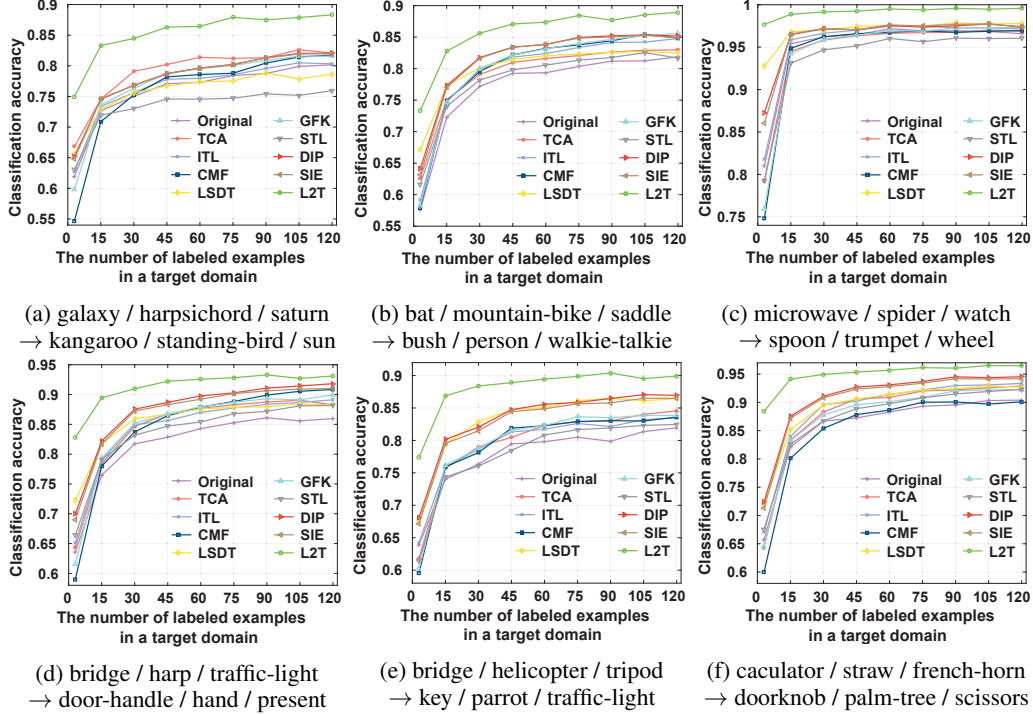 0.9
0.85
0.8
0.75
0.7
0.65
0.6
0.55
Classification accuracy
Original
TCA
ITL
CMF
LSDT
GFK
STL
DIP
SIE
L2T
0 3 15 30 45 60 75 90 105 120
The number of labeled examples
in a target domain
(a) galaxy / harpsichord / saturn
→ kangaroo / standing-bird / sun
0.9
0.85
0.8
0.75
0.7
0.65
0.6
0.55
Classification accuracy
Original
TCA
ITL
CMF
LSDT
GFK
STL
DIP
SIE
L2T
0 3 15 30 45 60 75 90 105 120
The number of labeled examples
in a target domain
(b) bat / mountain-bike / saddle
→ bush / person / walkie-talkie
1
0.95
0.9
0.85
0.8
0.75
Classification accuracy
Original
TCA
ITL
CMF
LSDT
GFK
STL
DIP
SIE
L2T
0 3 15 30 45 60 75 90 105 120
The number of labeled examples
in a target domain
(c) microwave / spider / watch
→ spoon / trumpet / wheel
0.95
0.9
0.85
0.8
0.75
0.7
0.65
0.6
Classification accuracy
Original
TCA
ITL
CMF
LSDT
GFK
STL
DIP
SIE
L2T
0 3 15 30 45 60 75 90 105 120
The number of labeled examples
in a target domain
(d) bridge / harp / traffic-light
→ door-handle / hand / present
0.9
0.85
0.8
0.75
0.7
0.65
0.6
Classification accuracy
Original
TCA
ITL
CMF
LSDT
GFK
STL
DIP
SIE
L2T
0 3 15 30 45 60 75 90 105 120
The number of labeled examples
in a target domain
(e) bridge / helicopter / tripod
→ key / parrot / traffic-light
0.95
0.9
0.85
0.8
0.75
0.7
0.65
0.6
Classification accuracy
Original
TCA
ITL
CMF
LSDT
GFK
STL
DIP
SIE
L2T
0 3 15 30 45 60 75 90 105 120
The number of labeled examples
in a target domain
(f) caculator / straw / french-horn
→ doorknob / palm-tree / scissors